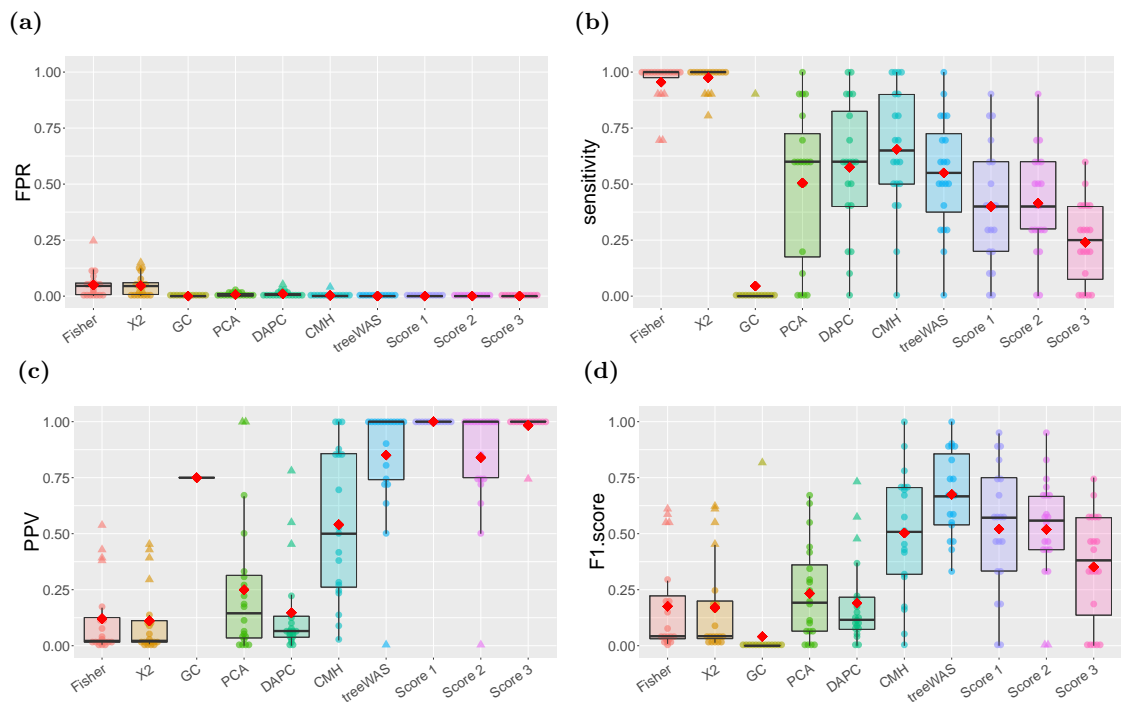 (a)
1.00
0.75
0.50
0.25
0.00
FPR
Fisher
X2
GC
PCA
DAPC
CMH
treeWAS
Score 1
Score 2
Score 3
(b)
1.00
0.75
0.50
0.25
0.00
sensitivity
Fisher
X2
GC
PCA
DAPC
CMH
treeWAS
Score 1
Score 2
Score 3
(c)
1.00
0.75
0.50
0.25
0.00
PPV
Fisher
X2
GC
PCA
DAPC
CMH
treeWAS
Score 1
Score 2
Score 3
(d)
1.00
0.75
0.50
0.25
0.00
F1.score
Fisher
X2
GC
PCA
DAPC
CMH
treeWAS
Score 1
Score 2
Score 3